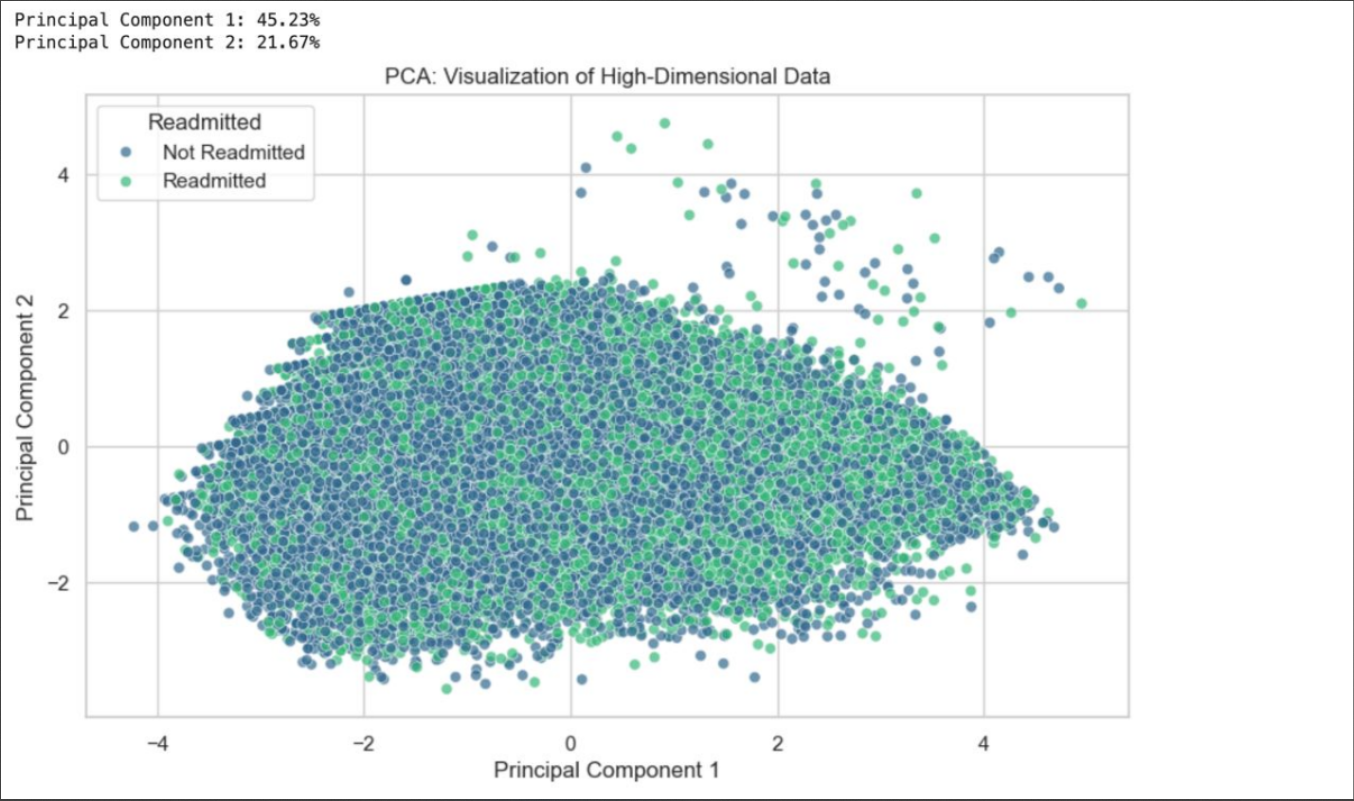 Principal Component 1: 45.23%
Principal Component 2: 21.67%
PCA: Visualization of High-Dimensional Data
Readmitted
Not Readmitted
Readmitted
4
2
0
−2
Principal Component 2
−4
−2
0
2
4
Principal Component 1